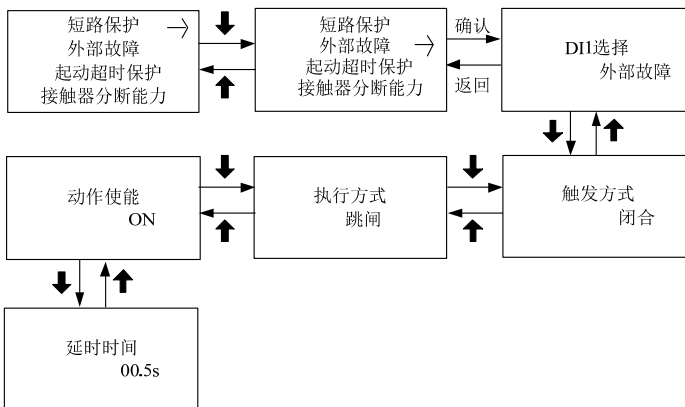 短路保护
外部故障
起动超时保护
接触器分断能力
短路保护
外部故障
起动超时保护
接触器分断能力
确认
返回
DI1选择
外部故障
动作使能
ON
执行方式
跳闸
触发方式
闭合
延时时间
00.5s